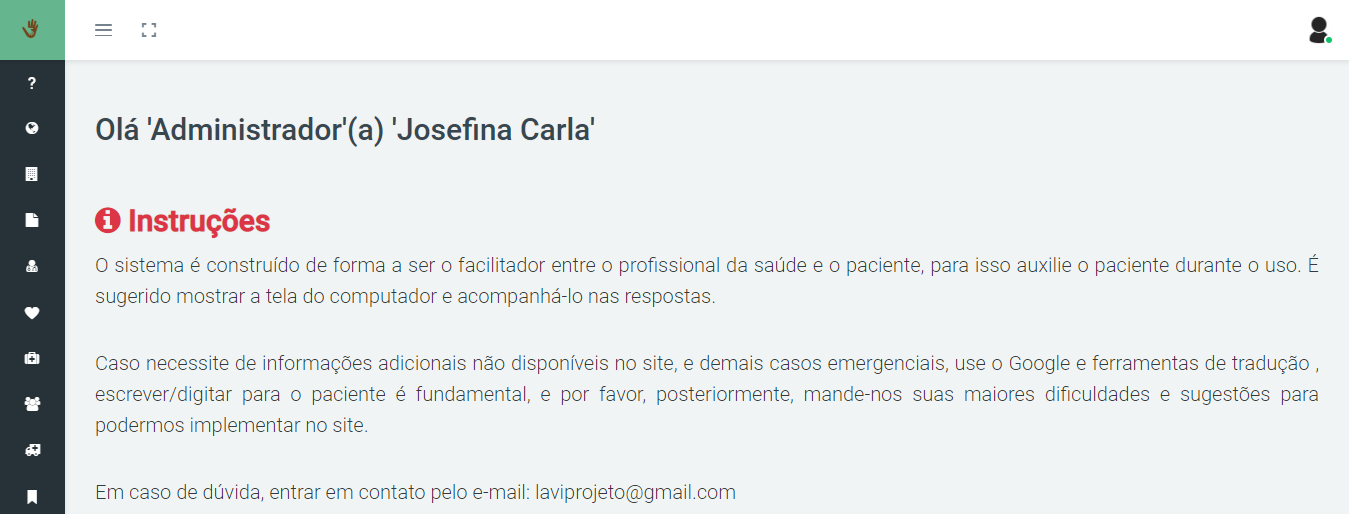 Olá 'Administrador'(a) 'Josefina Carla'
Instruções
O sistema é construído de forma a ser o facilitador entre o profissional da saúde e o paciente, para isso auxilie o paciente durante o uso. É
sugerido mostrar a tela do computador e acompanhá-lo nas respostas.
Caso necessite de informações adicionais não disponíveis no site, e demais casos emergenciais, use o Google e ferramentas de tradução ,
escrever/digitar para o paciente é fundamental, e por favor, posteriormente, mande-nos suas maiores dificuldades e sugestões para
podermos implementar no site.
Em caso de dúvida, entrar em contato pelo e-mail: laviprojeto@gmail.com